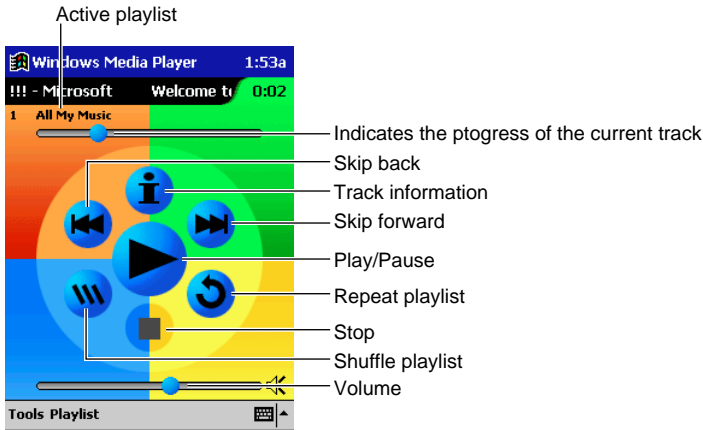 Active playlist
Windows Media Player 1:53a
!!! - Microsoft Welcome to 0:02
1 All My Music
Indicates the ptogress of the current track
Skip back
Track information
Skip forward
Play/Pause
Repeat playlist
Stop
Shuffle playlist
Volume
Tools Playlist